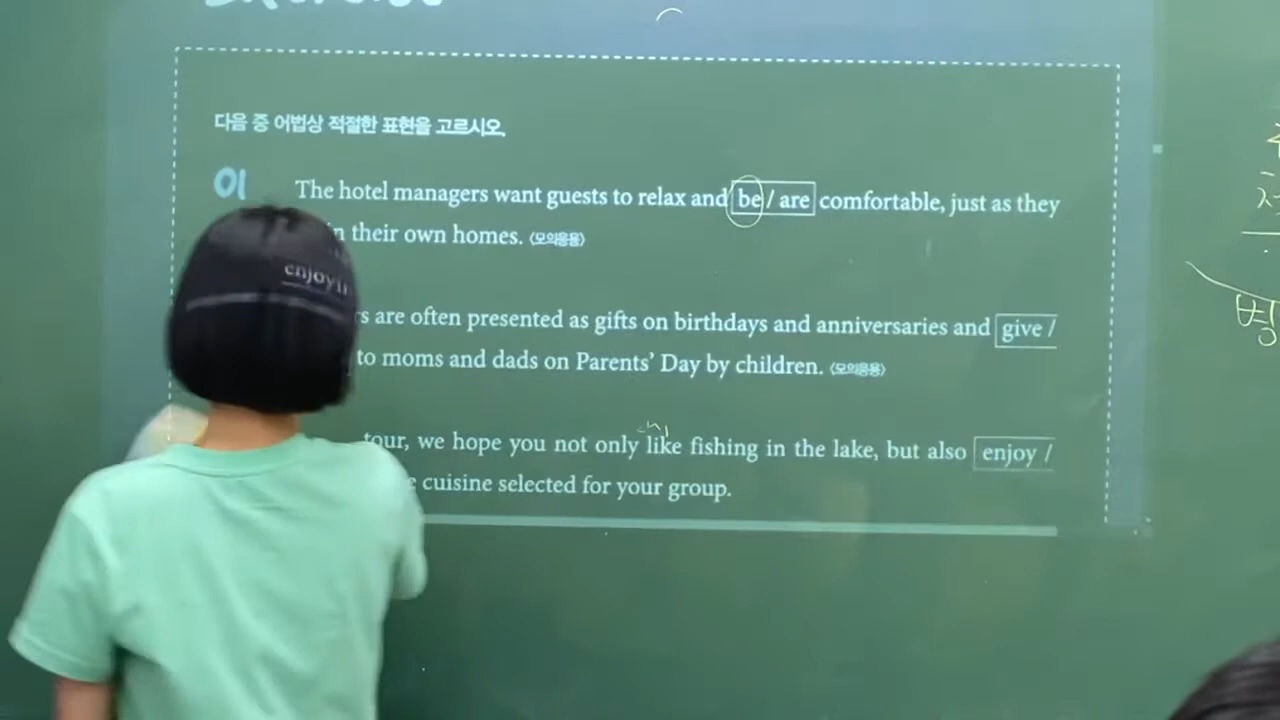 다음 중 어법상 적절한 표현을 고르시오.
01 The hotel managers want guests to relax and be / are comfortable, just as they
in their own homes. (모의응용)
are often presented as gifts on birthdays and anniversaries and give /
to moms and dads on Parents' Day by children. (모의응용)
tour, we hope you not only like fishing in the lake, but also enjoy /
cuisine selected for your group.